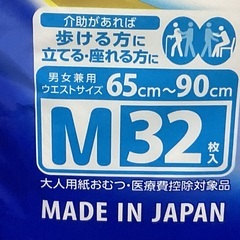 介助があれば
歩ける方に
立てる・座れる方に
男女兼用
ウエストサイズ 65cm〜90cm
M 32枚入
大人用紙おむつ・医療費控除対象品
MADE IN JAPAN